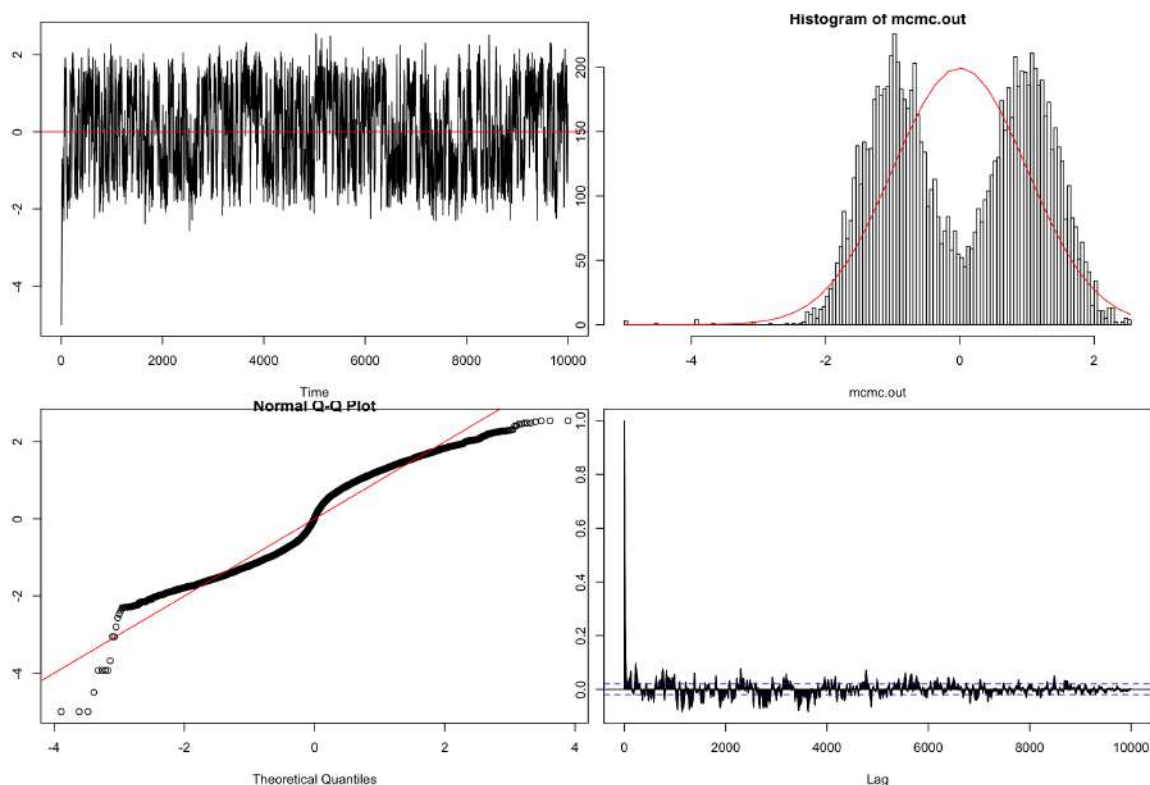 Histogram of mcmc.out
2
0
-2
-4
0 2000 4000 6000 8000 10000
Time
200
150
100
50
0
-4 -2 0 2
mcmc.out
Normal Q-Q Plot
2
0
-2
-4
-4 -2 0 2 4
Theoretical Quantiles
1.0
0.8
0.6
0.4
0.2
0.0
0 2000 4000 6000 8000 10000
Lag